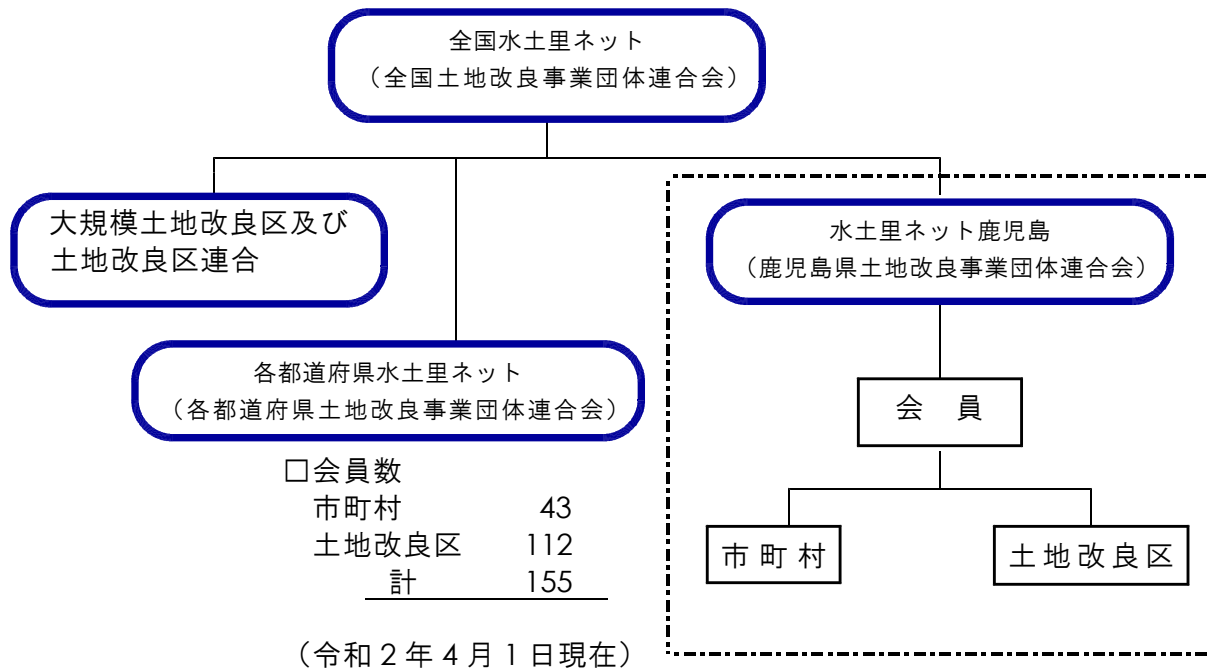 全国水土里ネット
（全国土地改良事業団体連合会）
大規模土地改良区及び
土地改良区連合
水土里ネット鹿児島
（鹿児島県土地改良事業団体連合会）
各都道府県水土里ネット
（各都道府県土地改良事業団体連合会）
会　員
市町村
土地改良区
□会員数
市町村　43
土地改良区　112
計　155
（令和２年４月１日現在）